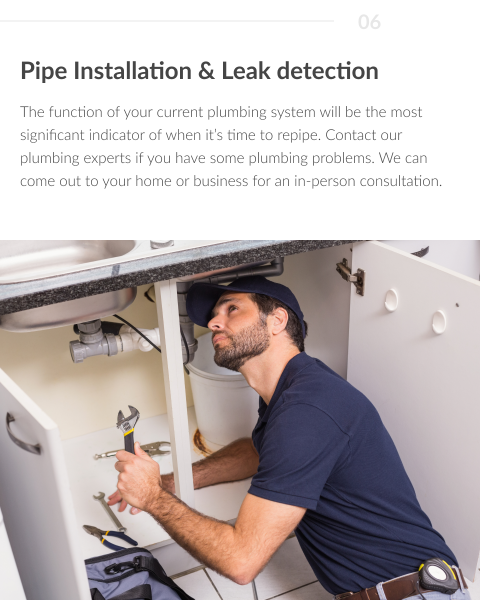 06
Pipe Installation & Leak detection
The function of your current plumbing system will be the most
significant indicator of when it's time to repipe. Contact our
plumbing experts if you have some plumbing problems. We can
come out to your home or business for an in-person consultation.